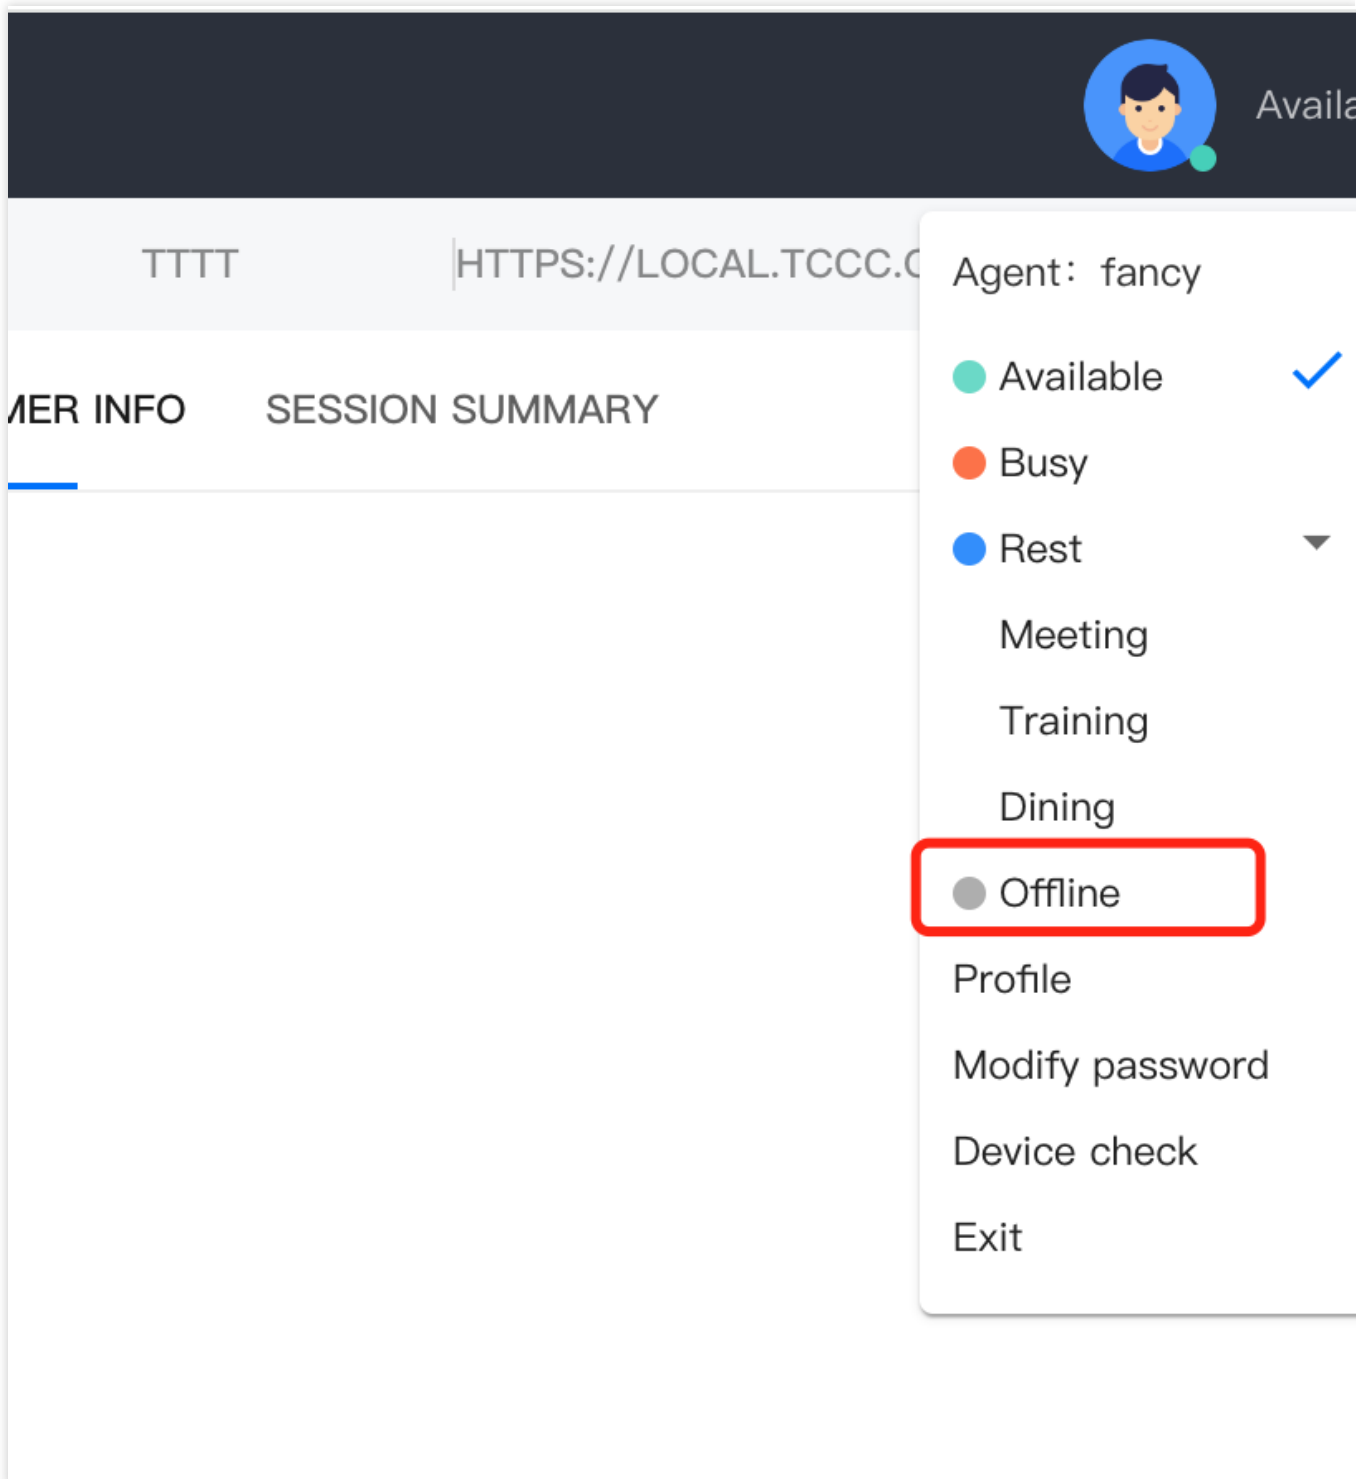 Availa
TTTT
HTTPS://LOCAL.TCCC.C
Agent: fancy
Available
MER INFO
SESSION SUMMARY
Busy
Rest
Meeting
Training
Dining
Offline
Profile
Modify password
Device check
Exit